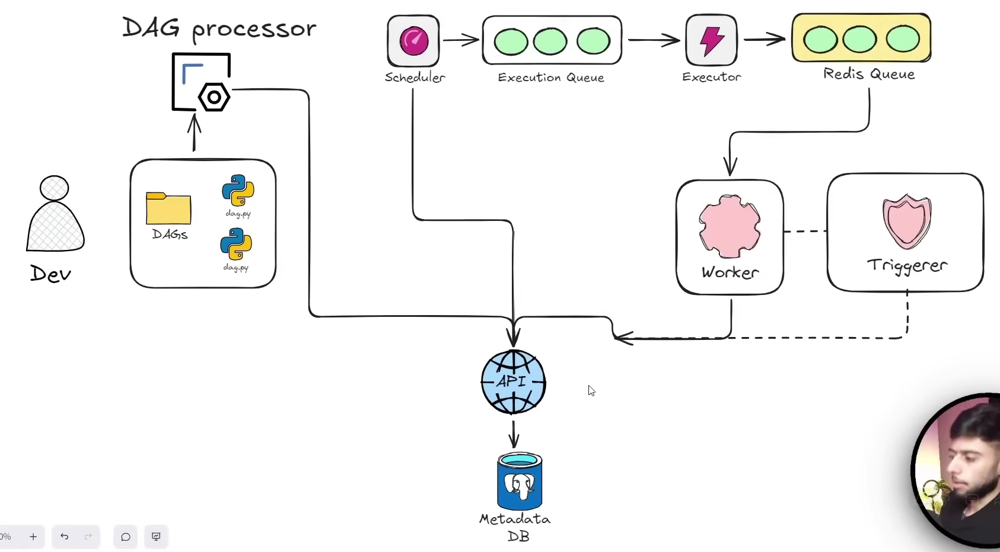 DAG processor
Scheduler
Execution Queue
Executor
Redis Queue
dag.py
DAGs
dag.py
Dev
Worker
Triggerer
API
Metadata
DB
0%